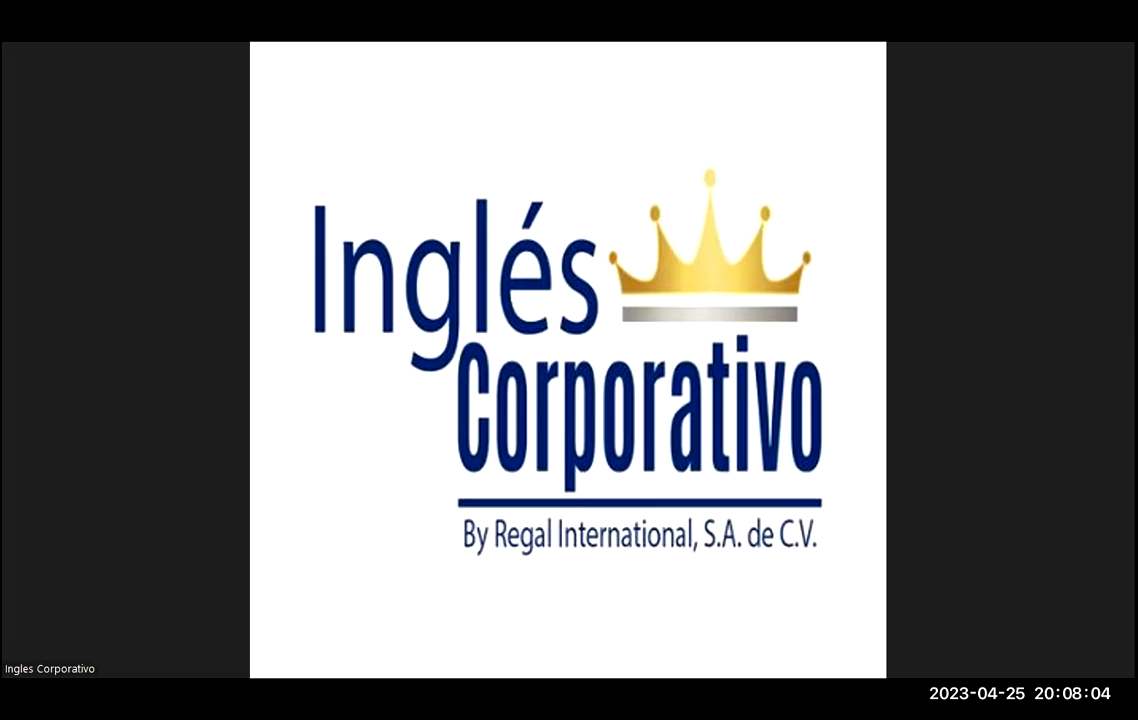 Inglés
Corporativo
By Regal International, S.A. de C.V.
Ingles Corporativo
2023-04-25 20:08:04